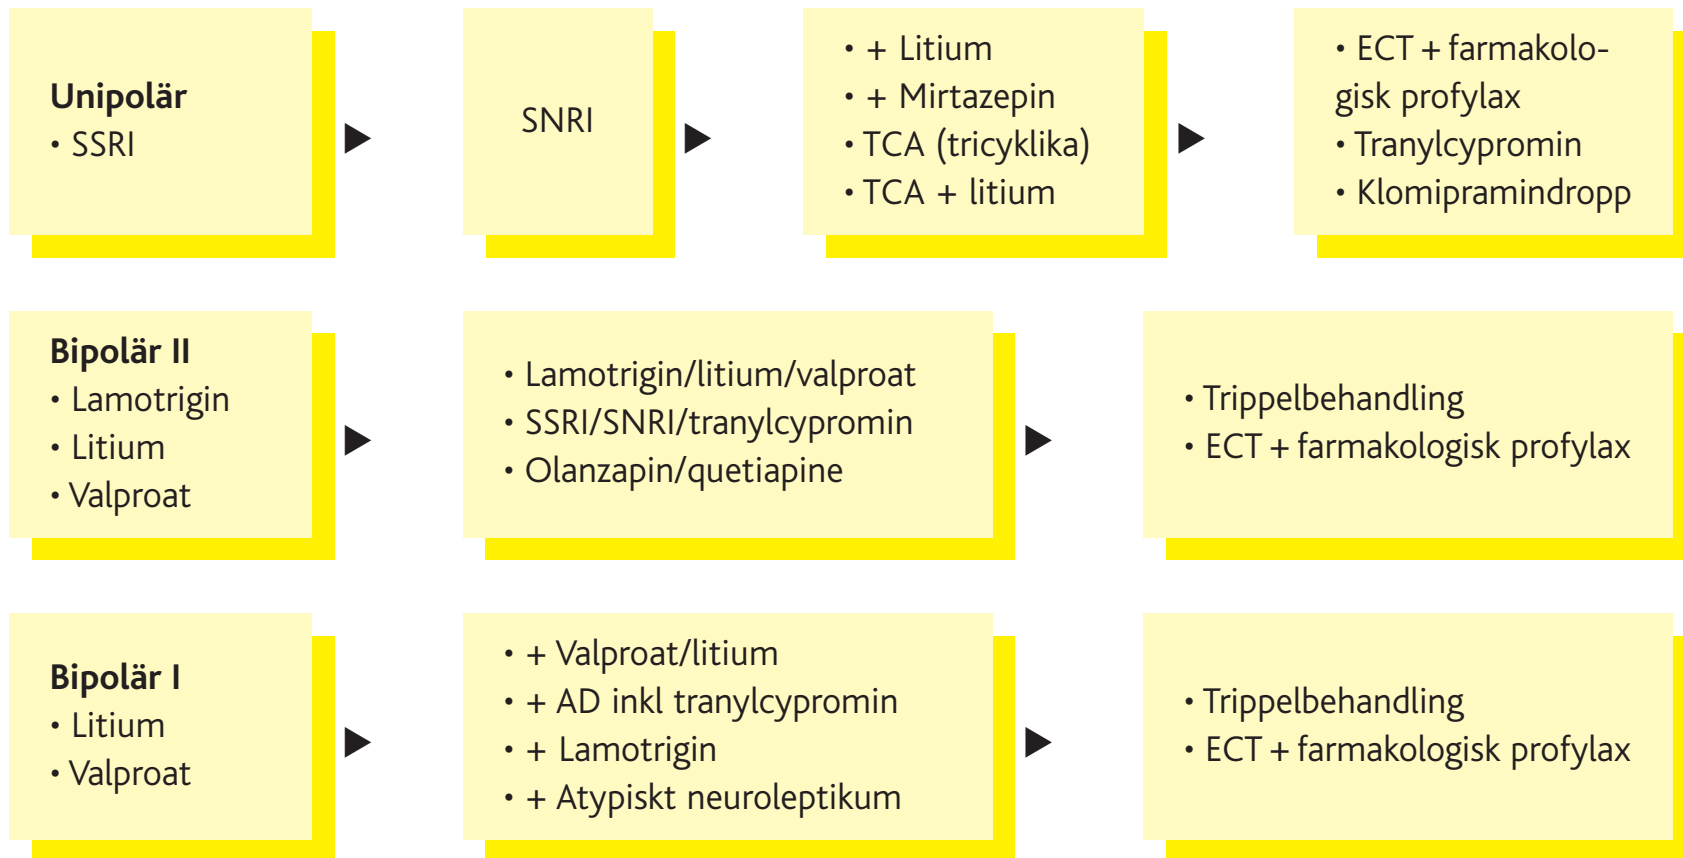 Unipolär
• SSRI
SNRI
• + Litium
• + Mirtazepin
• TCA (tricyklika)
• TCA + litium
• ECT + farmakolo-
gisk profylax
• Tranylcypromin
• Klomipramindropp
Bipolär II
• Lamotrigin
• Litium
• Valproat
• Lamotrigin/litium/valproat
• SSRI/SNRI/tranylcypromin
• Olanzapin/quetiapine
• Trippelbehandling
• ECT + farmakologisk profylax
Bipolär I
• Litium
• Valproat
• + Valproat/litium
• + AD inkl tranylcypromin
• + Lamotrigin
• + Atypiskt neuroleptikum
• Trippelbehandling
• ECT + farmakologisk profylax